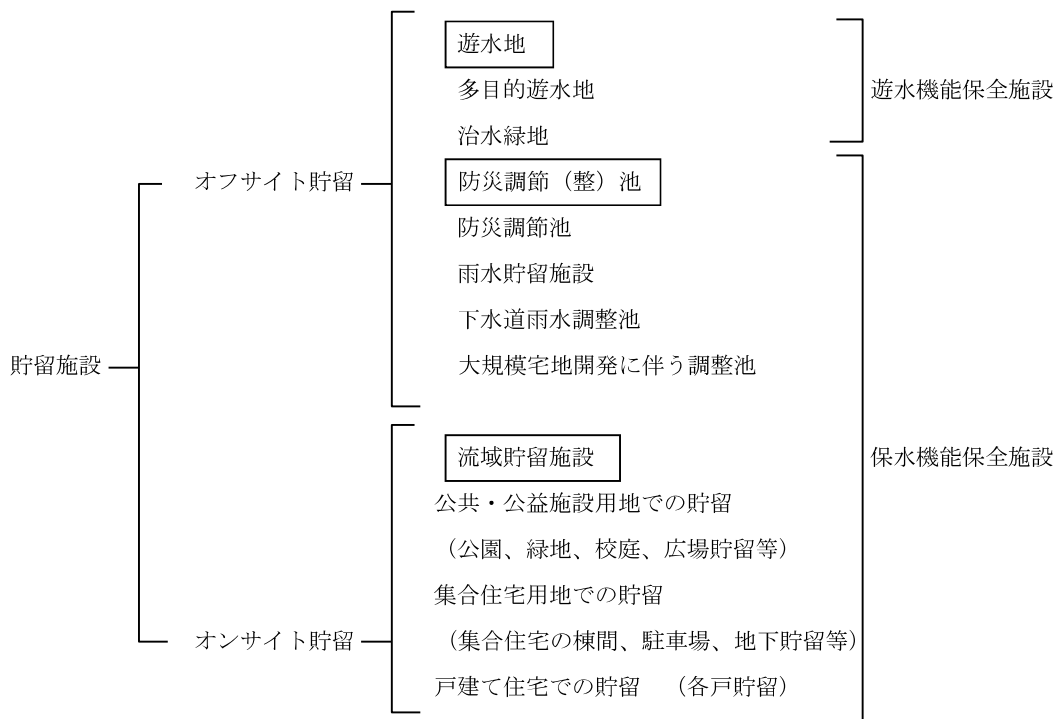 遊水地
多目的遊水地
遊水機能保全施設
治水緑地
オフサイト貯留
防災調節（整）池
防災調節池
雨水貯留施設
下水道雨水調整池
貯留施設
大規模宅地開発に伴う調整池
流域貯留施設
保水機能保全施設
公共・公益施設用地での貯留
（公園、緑地、校庭、広場貯留等）
集合住宅用地での貯留
オンサイト貯留
（集合住宅の棟間、駐車場、地下貯留等）
戸建て住宅での貯留　（各戸貯留）